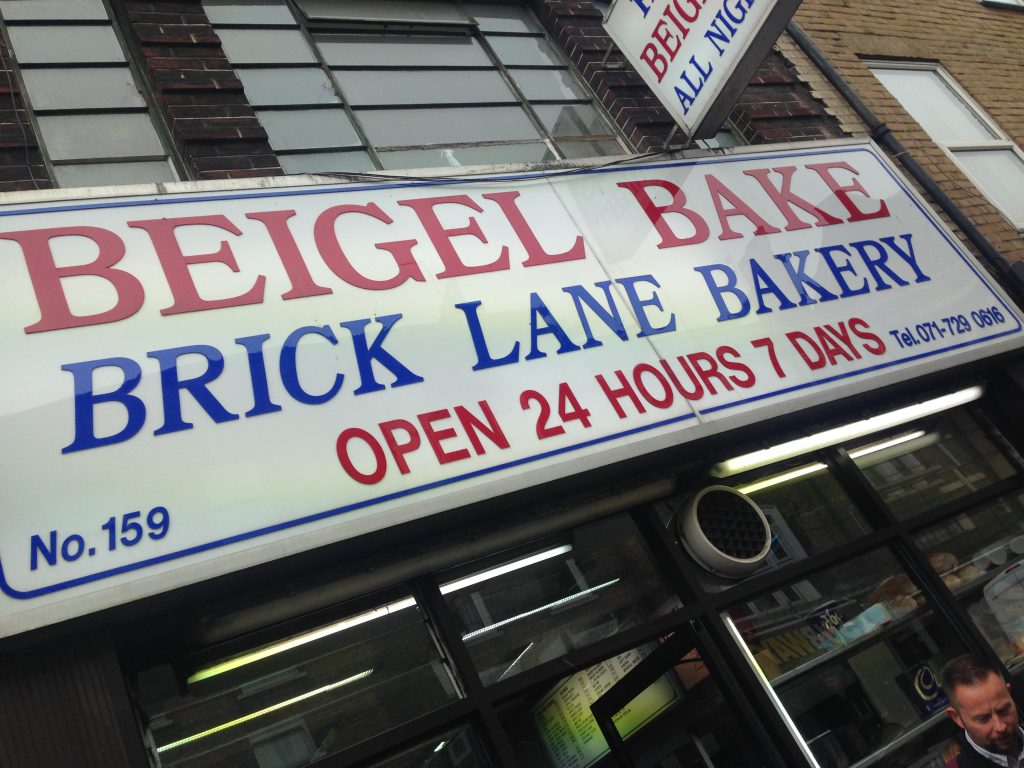 BEIGEL
ALL NIGHT
BEIGEL BAKE
BRICK LANE BAKERY
OPEN 24 HOURS 7 DAYS
Tel. 071-729 0616
No. 159